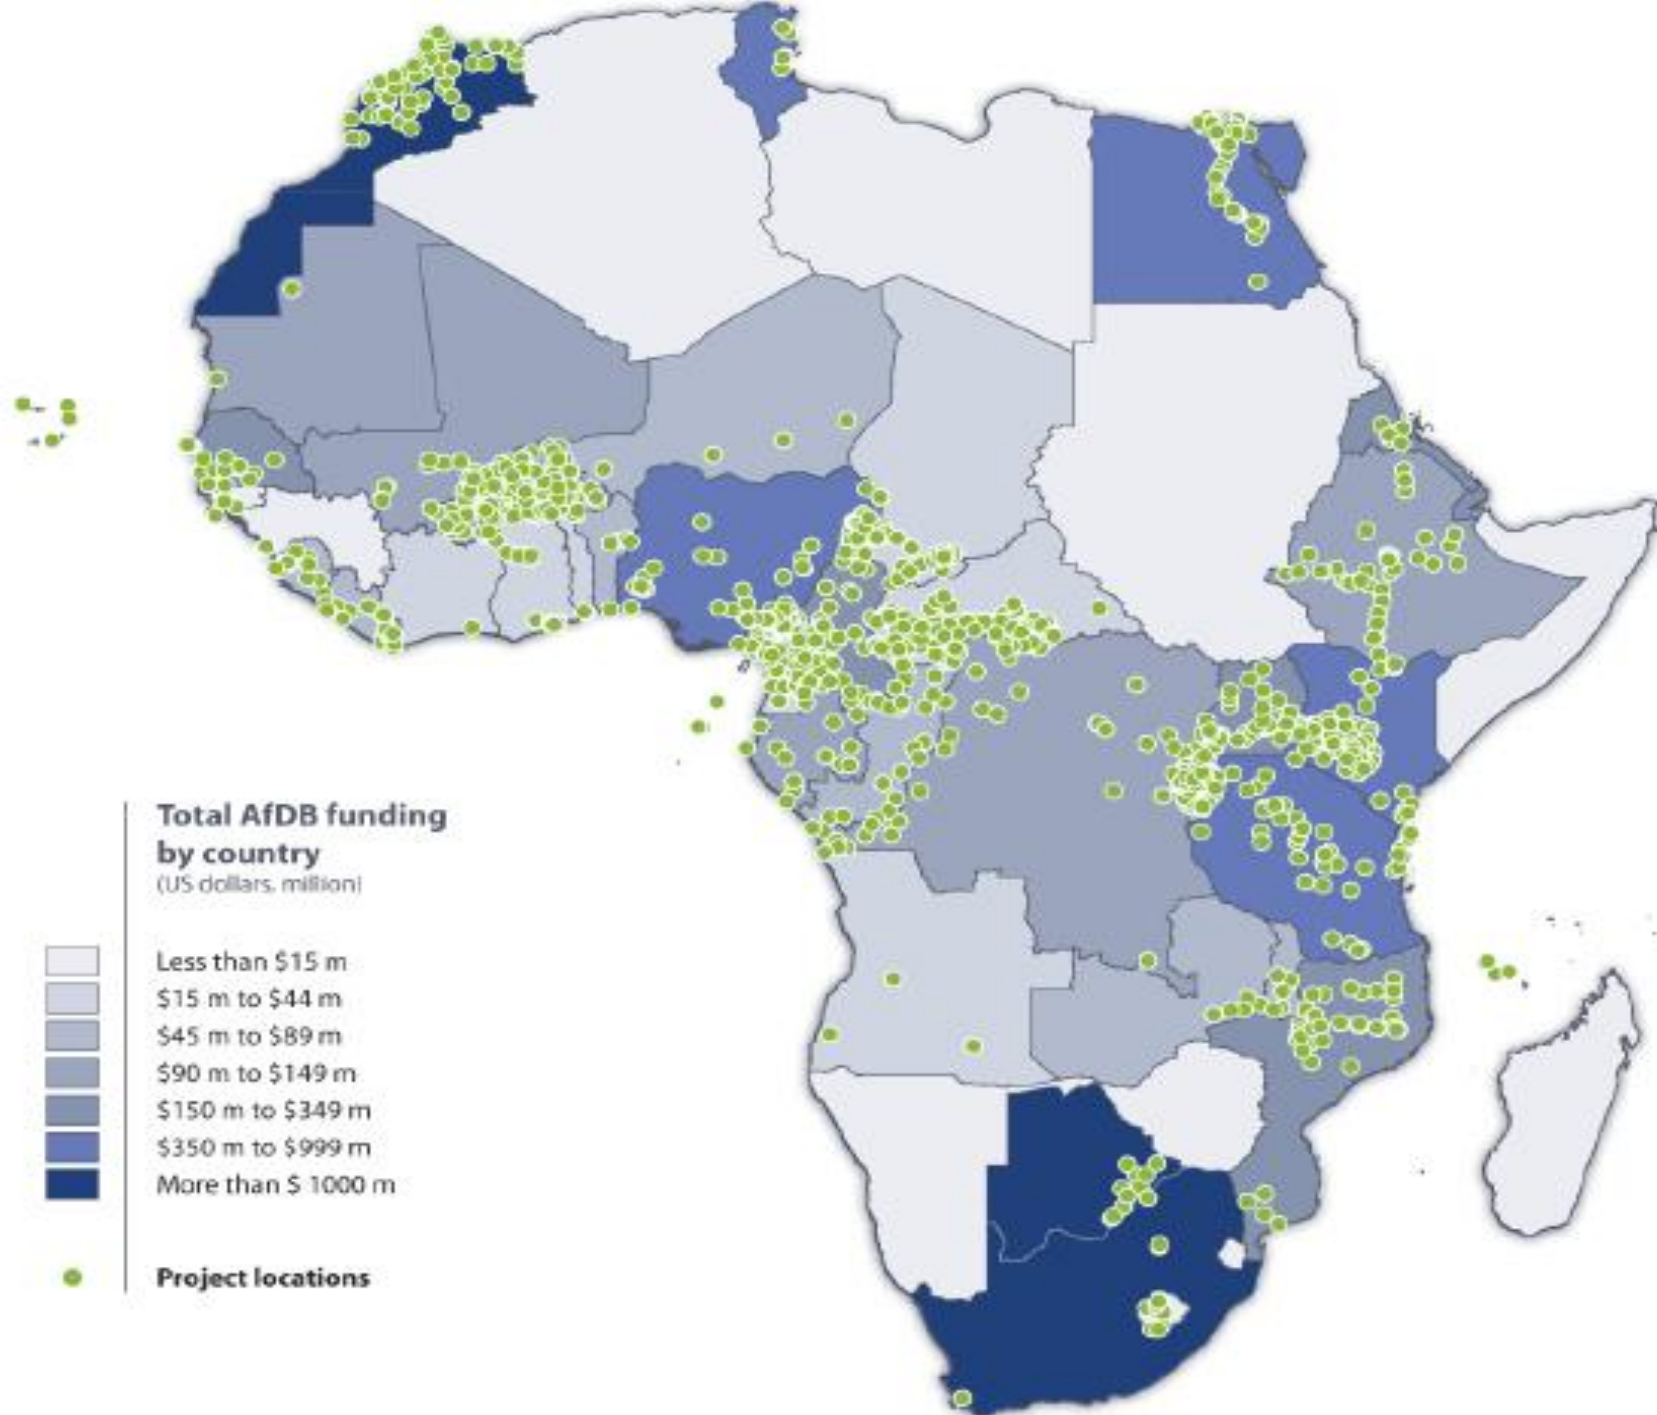 Total AfDB funding
by country
(US dollars, million)
Less than $15 m
$15 m to $44 m
$45 m to $89 m
$90 m to $149 m
$150 m to $349 m
$350 m to $999 m
More than $ 1000 m
Project locations